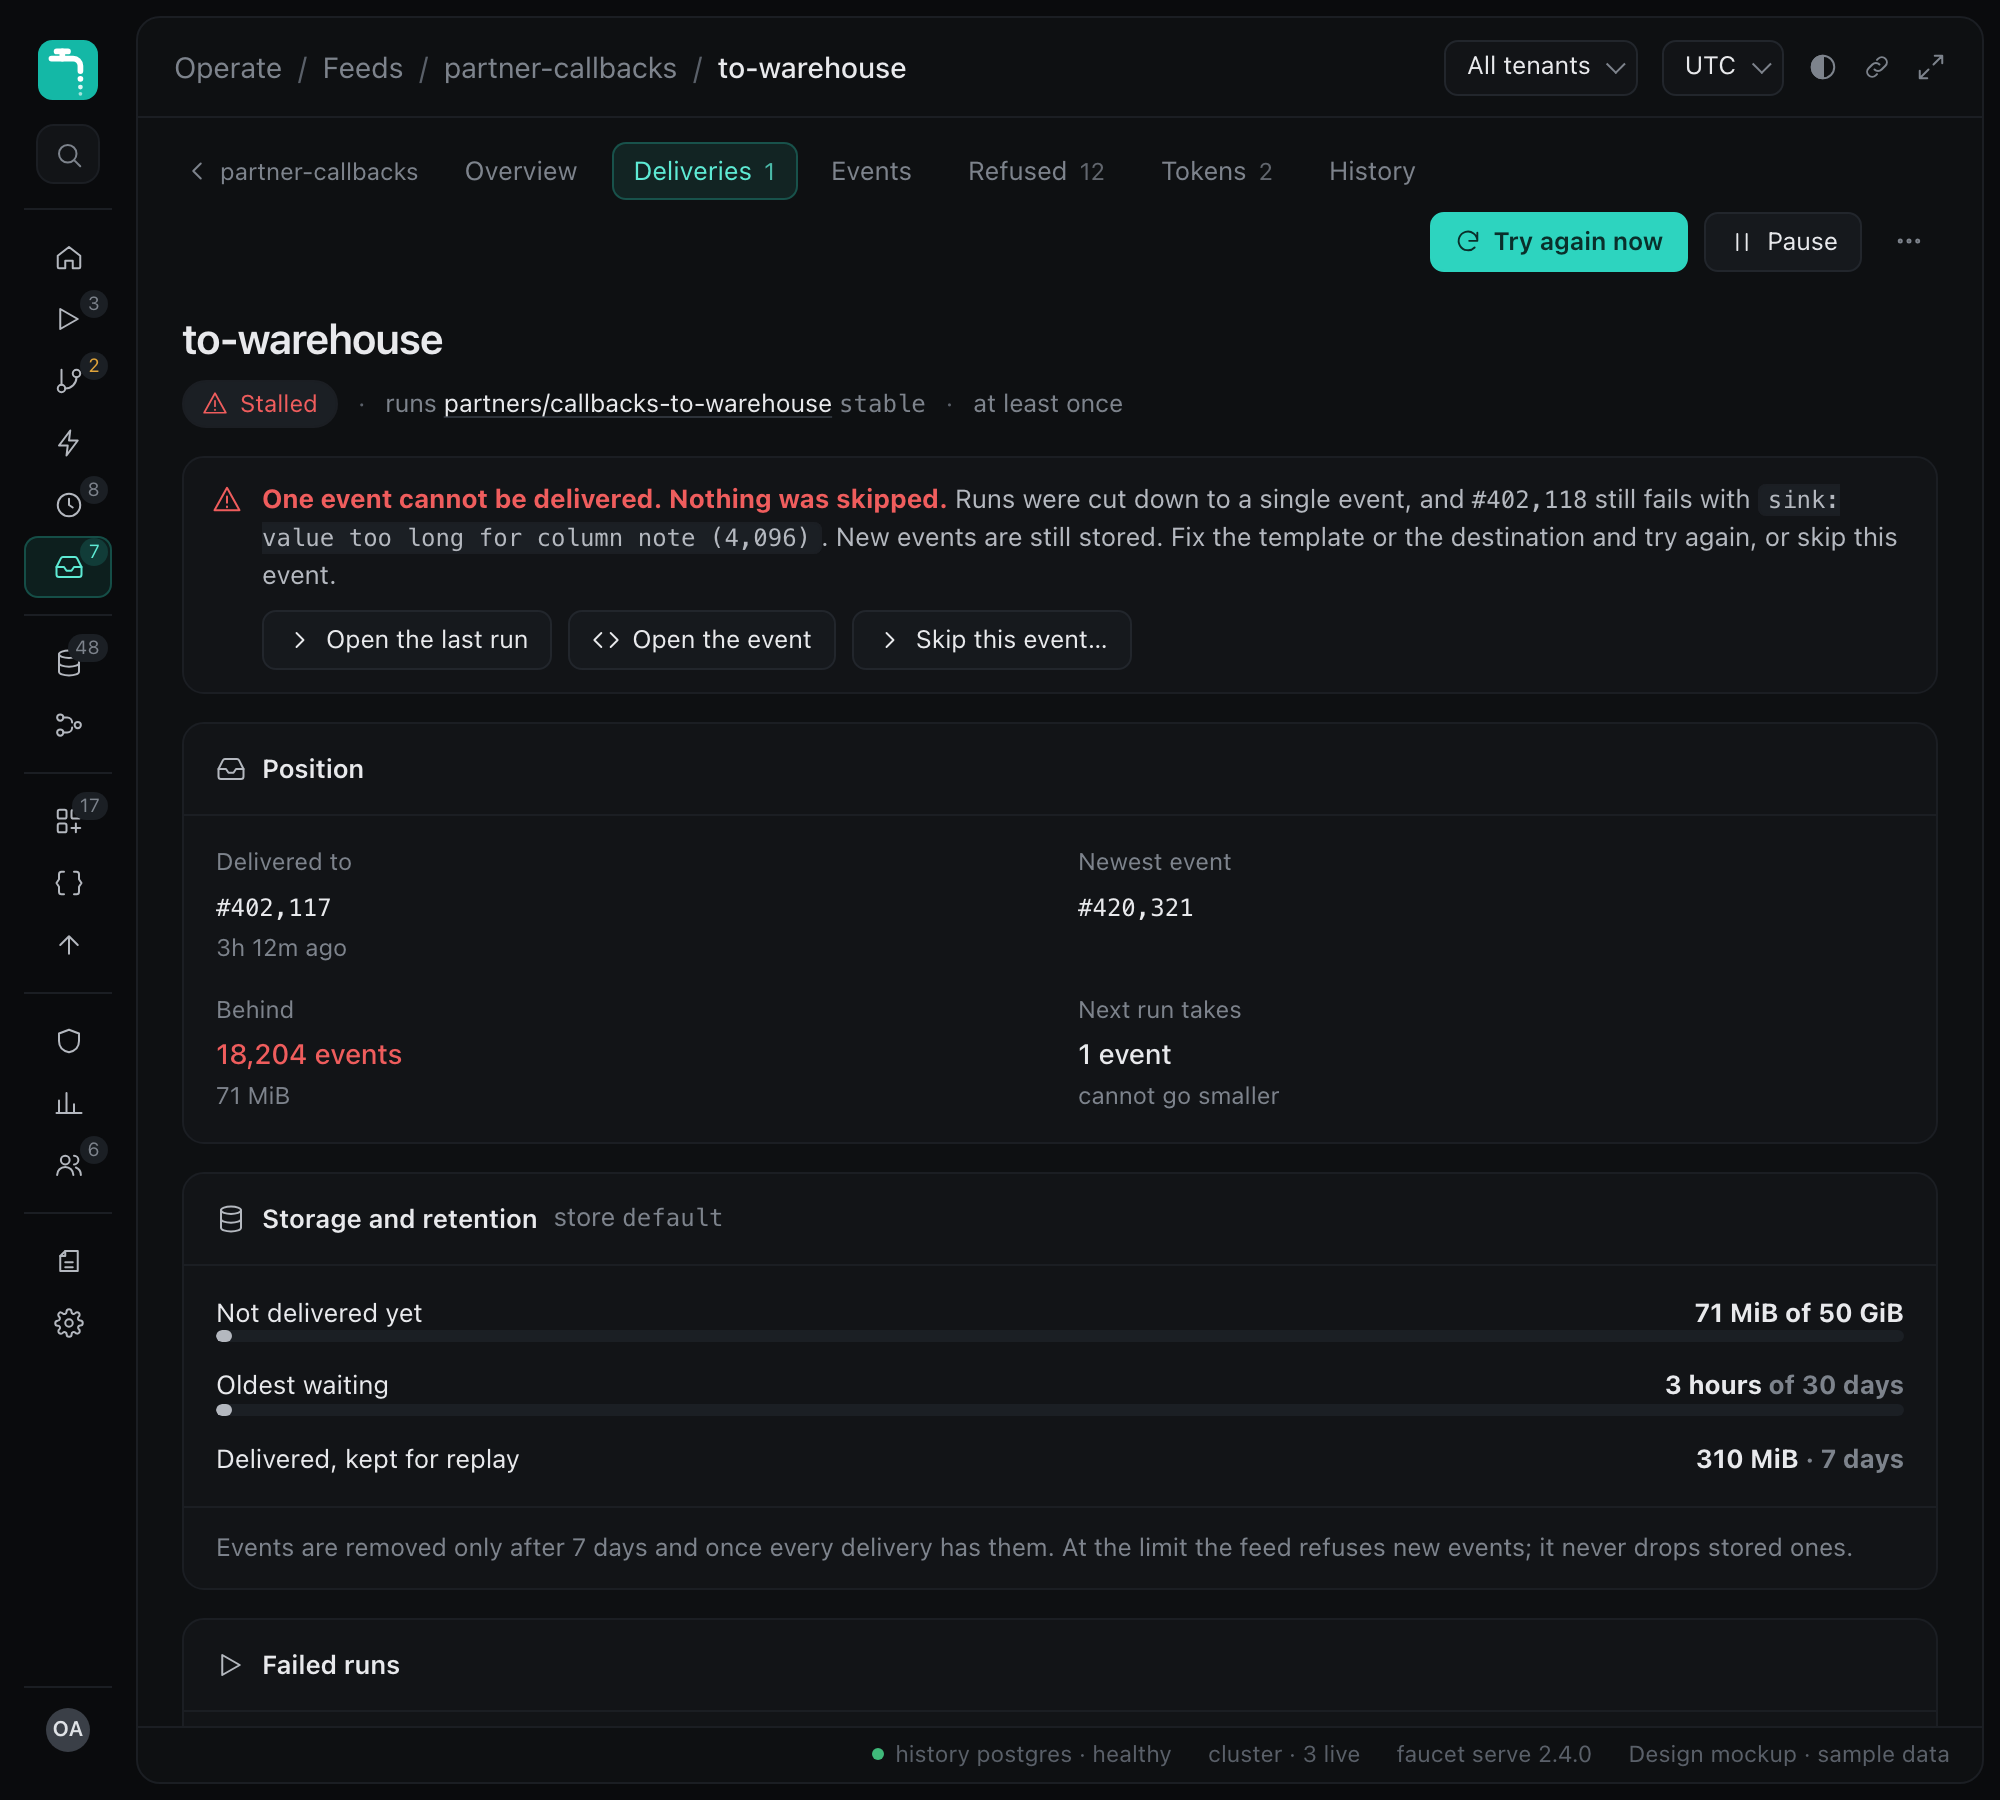 Operate / Feeds / partner-callbacks / to-warehouse
All tenants
UTC
partner-callbacks
Overview
Deliveries 1
Events
Refused 12
Tokens 2
History
Try again now
Pause
3
2
8
7
48
17
6
OA
to-warehouse
Stalled · runs partners/callbacks-to-warehouse stable · at least once
One event cannot be delivered. Nothing was skipped. Runs were cut down to a single event, and #402,118 still fails with sink:
value too long for column note (4,096) . New events are still stored. Fix the template or the destination and try again, or skip this
event.
Open the last run
Open the event
Skip this event…
Position
Delivered to
#402,117
3h 12m ago
Newest event
#420,321
Behind
18,204 events
71 MiB
Next run takes
1 event
cannot go smaller
Storage and retention store default
Not delivered yet
71 MiB of 50 GiB
Oldest waiting
3 hours of 30 days
Delivered, kept for replay
310 MiB · 7 days
Events are removed only after 7 days and once every delivery has them. At the limit the feed refuses new events; it never drops stored ones.
Failed runs
history postgres · healthy
cluster · 3 live
faucet serve 2.4.0
Design mockup · sample data